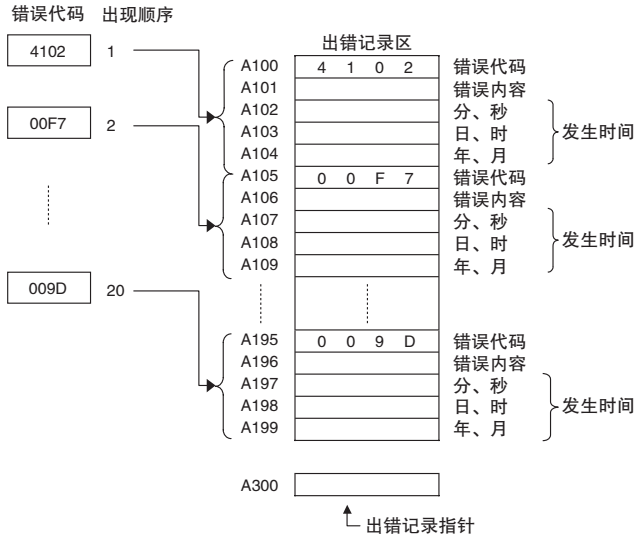 错误代码 出现顺序
出错记录区
4102 1
A100 4 1 0 2 错误代码
A101 错误内容
A102 分、秒
A103 日、时 发生时间
A104 年、月
00F7 2
A105 0 0 F 7 错误代码
A106 错误内容
A107 分、秒
A108 日、时 发生时间
A109 年、月
009D 20
A195 0 0 9 D 错误代码
A196 错误内容
A197 分、秒
A198 日、时 发生时间
A199 年、月
A300
出错记录指针